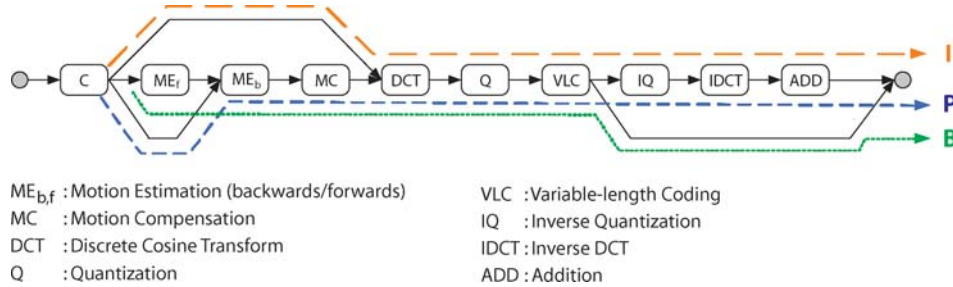 I
C
MEf
MEb
MC
DCT
Q
VLC
IQ
IDCT
ADD
P
B
MEb,f : Motion Estimation (backwards/forwards)
MC : Motion Compensation
DCT : Discrete Cosine Transform
Q : Quantization
VLC : Variable-length Coding
IQ : Inverse Quantization
IDCT : Inverse DCT
ADD : Addition